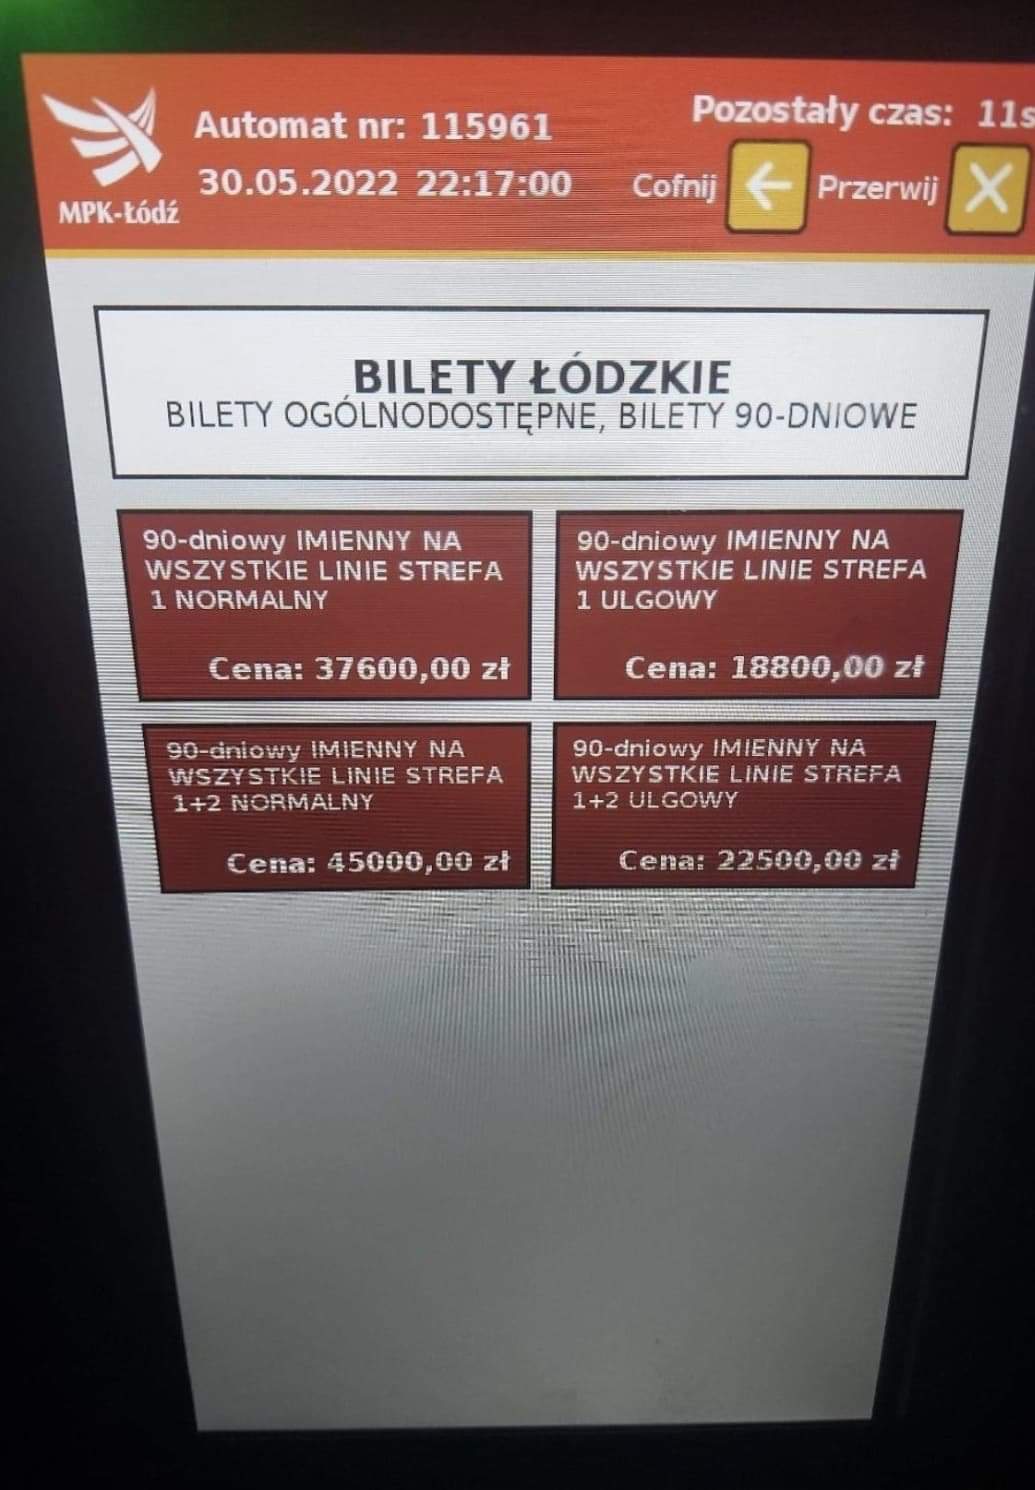 Automat nr: 115961
Pozostały czas: 11s
30.05.2022 22:17:00
Cofnij
Przerwij
MPK-Łódź
BILETY ŁÓDZKIE
BILETY OGÓLNODOSTĘPNE, BILETY 90-DNIOWE
90-dniowy IMIENNY NA
WSZYSTKIE LINIE STREFA
1 NORMALNY
Cena: 37600,00 zł
90-dniowy IMIENNY NA
WSZYSTKIE LINIE STREFA
1 ULGOWY
Cena: 18800,00 zł
90-dniowy IMIENNY NA
WSZYSTKIE LINIE STREFA
1+2 NORMALNY
Cena: 45000,00 zł
90-dniowy IMIENNY NA
WSZYSTKIE LINIE STREFA
1+2 ULGOWY
Cena: 22500,00 zł